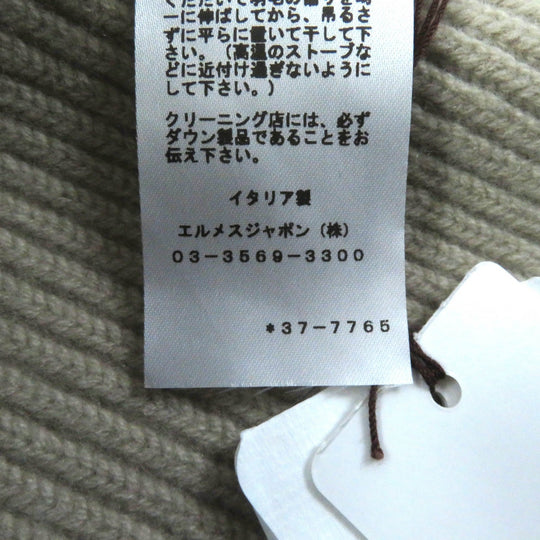 一に伸ばしてから、吊るさ
ずに平らに置いて干して下
さい。（高温のストーブな
どに近付け過ぎないように
して下さい。）
クリーニング店には、必ず
ダウン製品であることをお
伝え下さい。
イタリア製
エルメスジャポン（株）
03-3569-3300
*37-7765